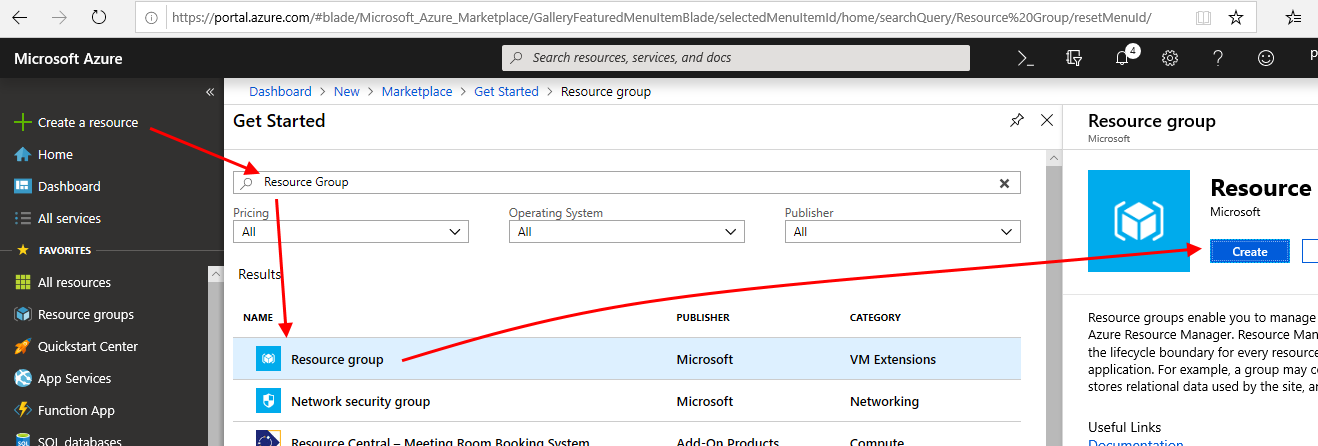 https://portal.azure.com/#blade/Microsoft_Azure_Marketplace/GalleryFeaturedMenuItemBlade/selectedMenuItemId/home/searchQuery/Resource%20Group/resetMenuId/
Microsoft Azure
Search resources, services, and docs
4
Create a resource
Home
Dashboard
All services
FAVORITES
All resources
Resource groups
Quickstart Center
App Services
Function App
SQL databases
Dashboard > New > Marketplace > Get Started > Resource group
Get Started
Resource Group
Pricing
All
Operating System
All
Publisher
All
Results
NAME PUBLISHER CATEGORY
Resource group Microsoft VM Extensions
Network security group Microsoft Networking
Resource Central – Meeting Room Booking System Add-On Products Compute
Resource group
Microsoft
Resource
Microsoft
Create
Resource groups enable you to manage
Azure Resource Manager. Resource Man
the lifecycle boundary for every resource
application. For example, a group may co
stores relational data used by the site, an
Useful Links
Documentation